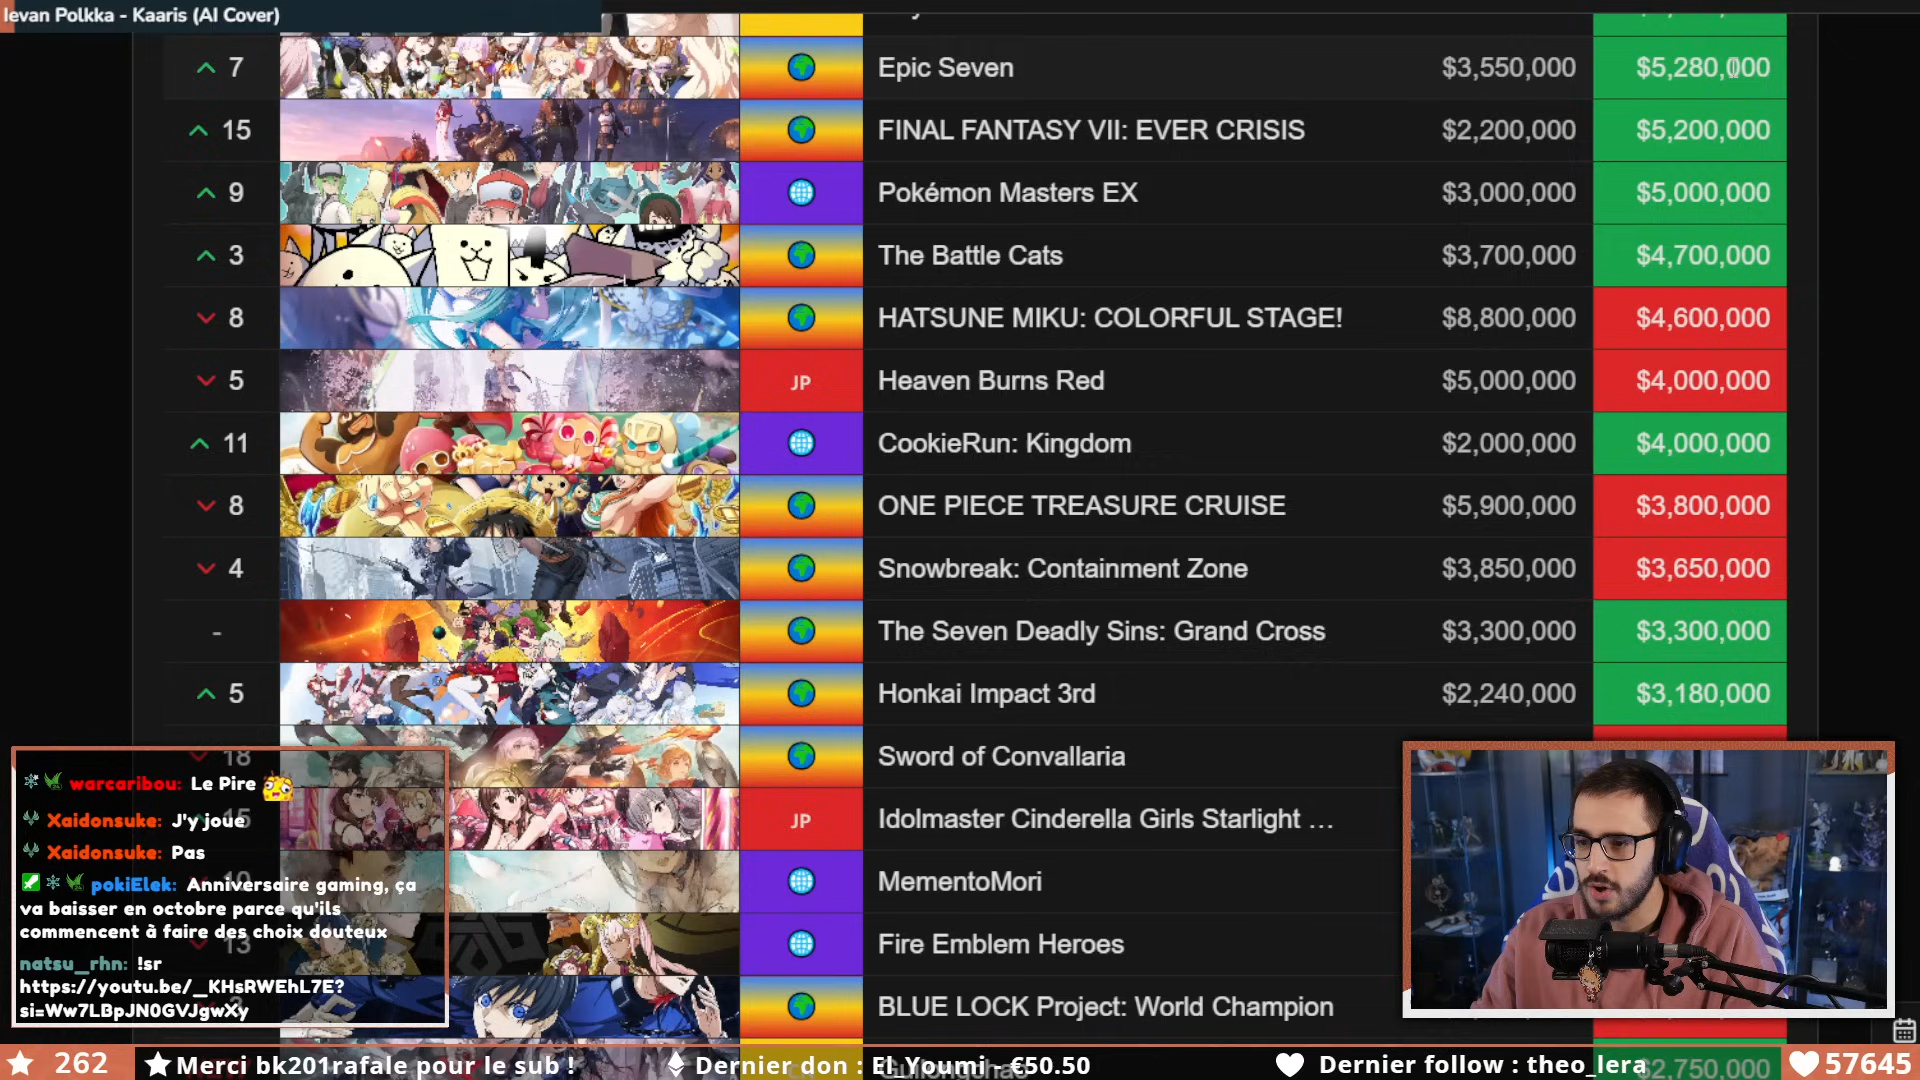 Ievan Polkka - Kaaris (AI Cover)
7 Epic Seven $3,550,000 $5,280,000
15 FINAL FANTASY VII: EVER CRISIS $2,200,000 $5,200,000
9 Pokémon Masters EX $3,000,000 $5,000,000
3 The Battle Cats $3,700,000 $4,700,000
8 HATSUNE MIKU: COLORFUL STAGE! $8,800,000 $4,600,000
5 JP Heaven Burns Red $5,000,000 $4,000,000
11 CookieRun: Kingdom $2,000,000 $4,000,000
8 ONE PIECE TREASURE CRUISE $5,900,000 $3,800,000
4 Snowbreak: Containment Zone $3,850,000 $3,650,000
- The Seven Deadly Sins: Grand Cross $3,300,000 $3,300,000
5 Honkai Impact 3rd $2,240,000 $3,180,000
18 Sword of Convallaria
JP Idolmaster Cinderella Girls Starlight ...
MementoMori
13 Fire Emblem Heroes
BLUE LOCK Project: World Champion
$2,750,000
warcaribou: Le Pire
Xaidonsuke: J'y joue
Xaidonsuke: Pas
pokiElek: Anniversaire gaming, ça
va baisser en octobre parce qu'ils
commencent à faire des choix douteux
natsu_rhn: !sr
https://youtu.be/_KHsRWEhL7E?
si=Ww7LBpJN0GVJgwXy
262 Merci bk201rafale pour le sub ! Dernier don : El_Youmi - €50.50 Dernier follow : theo_lera 57645